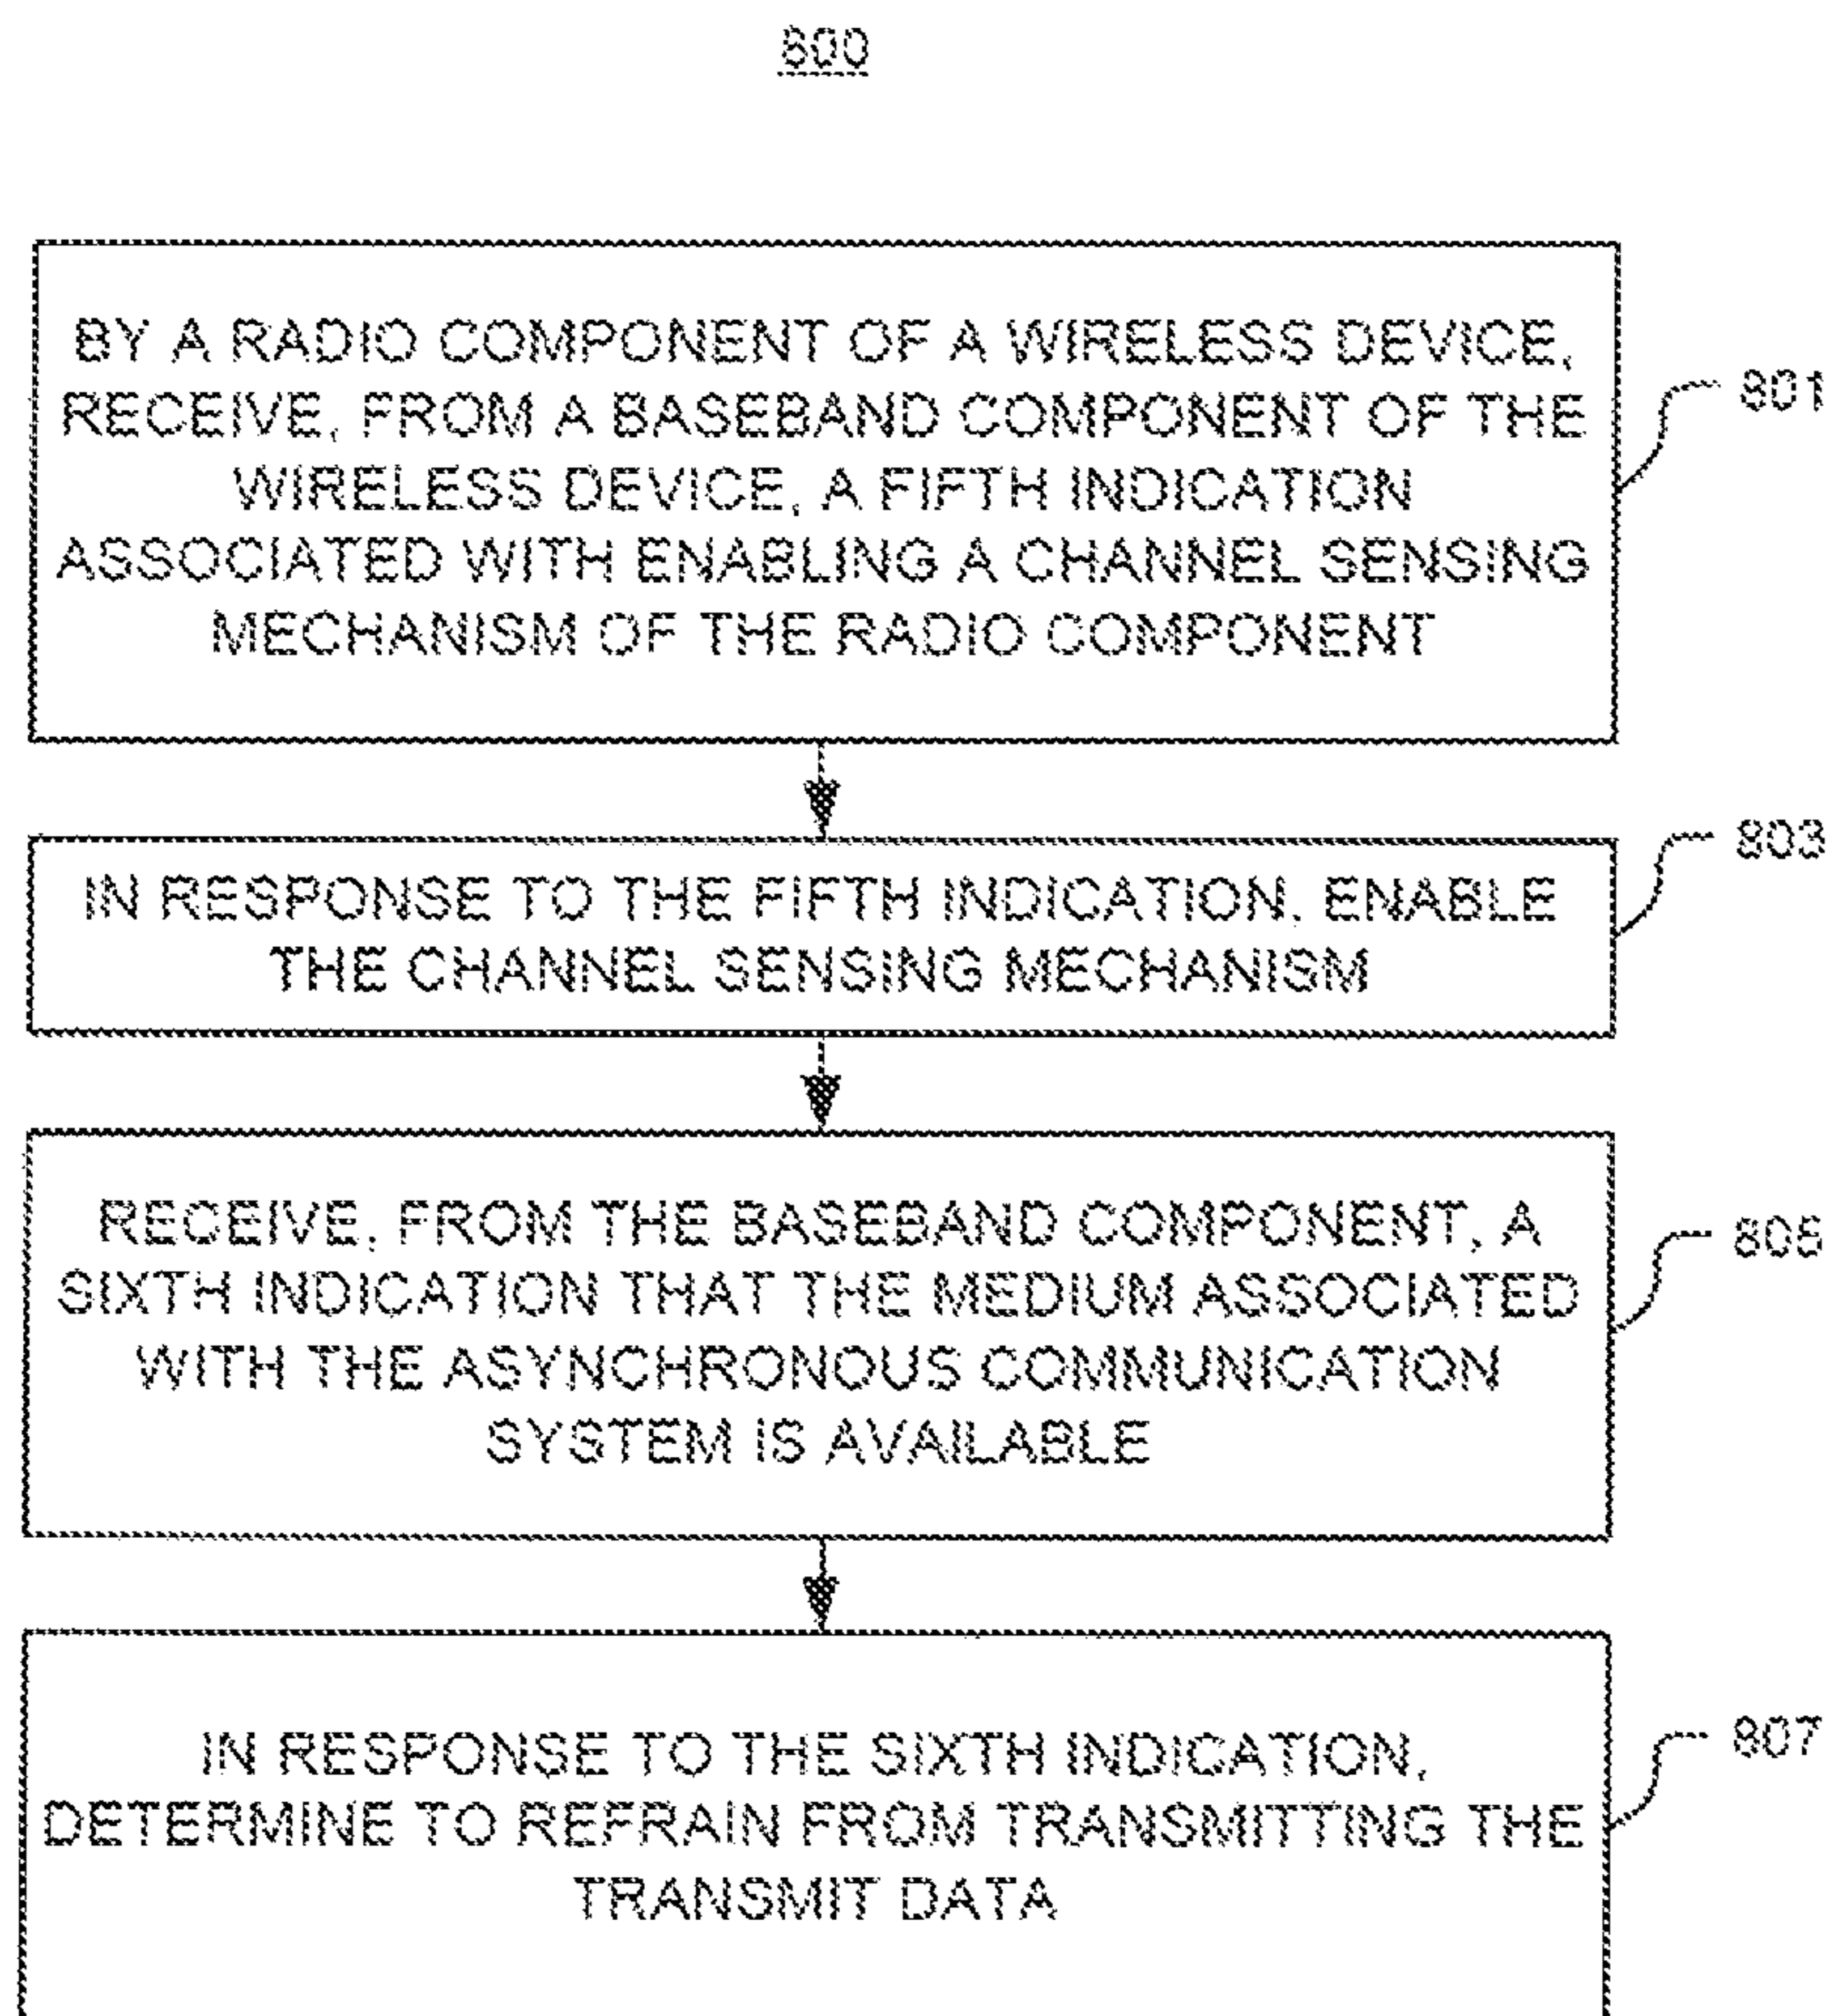 800
BY A RADIO COMPONENT OF A WIRELESS DEVICE,
RECEIVE, FROM A BASEBAND COMPONENT OF THE
WIRELESS DEVICE, A FIFTH INDICATION
ASSOCIATED WITH ENABLING A CHANNEL SENSING
MECHANISM OF THE RADIO COMPONENT
801
IN RESPONSE TO THE FIFTH INDICATION, ENABLE
THE CHANNEL SENSING MECHANISM
803
RECEIVE, FROM THE BASEBAND COMPONENT, A
SIXTH INDICATION THAT THE MEDIUM ASSOCIATED
WITH THE ASYNCHRONOUS COMMUNICATION
SYSTEM IS AVAILABLE
805
IN RESPONSE TO THE SIXTH INDICATION,
DETERMINE TO REFRAIN FROM TRANSMITTING THE
TRANSMIT DATA
807